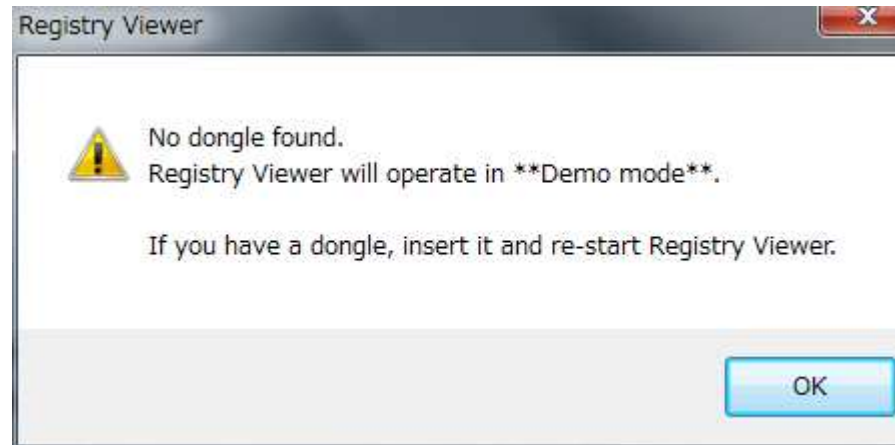 Registry Viewer
No dongle found.
Registry Viewer will operate in **Demo mode**.
If you have a dongle, insert it and re-start Registry Viewer.
OK